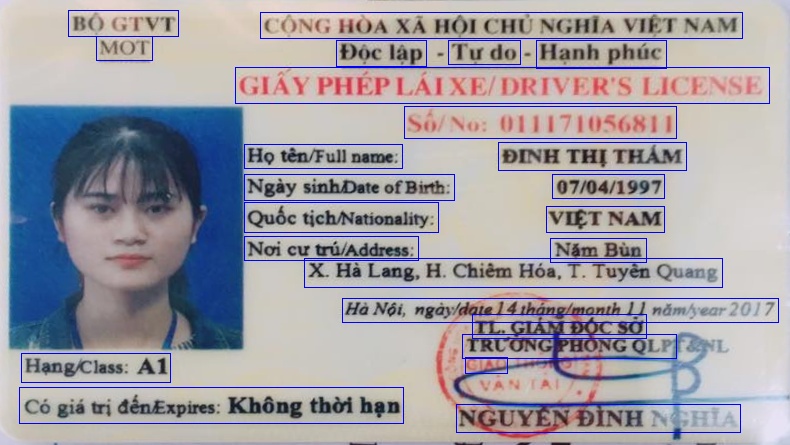 BỘ GTVT
MOT
CỘNG HÒA XÃ HỘI CHỦ NGHĨA VIỆT NAM
Độc lập - Tự do - Hạnh phúc
GIẤY PHÉP LÁI XE/ DRIVER'S LICENSE
Số/ No: 011171056811
Họ tên/Full name: ĐINH THỊ THẮM
Ngày sinh/Date of Birth: 07/04/1997
Quốc tịch/Nationality: VIỆT NAM
Nơi cư trú/Address: Nặm Bùn
X. Hà Lang, H. Chiêm Hóa, T. Tuyên Quang
Hà Nội, ngày/date 14 tháng/month 11 năm/year 2017
TL. GIÁM ĐỐC SỞ
TRƯỞNG PHÒNG QLPT&NL
GIAO THÔNG
VẬN TẢI
Hạng/Class: A1
Có giá trị đến/Expires: Không thời hạn
NGUYỄN ĐÌNH NGHĨA